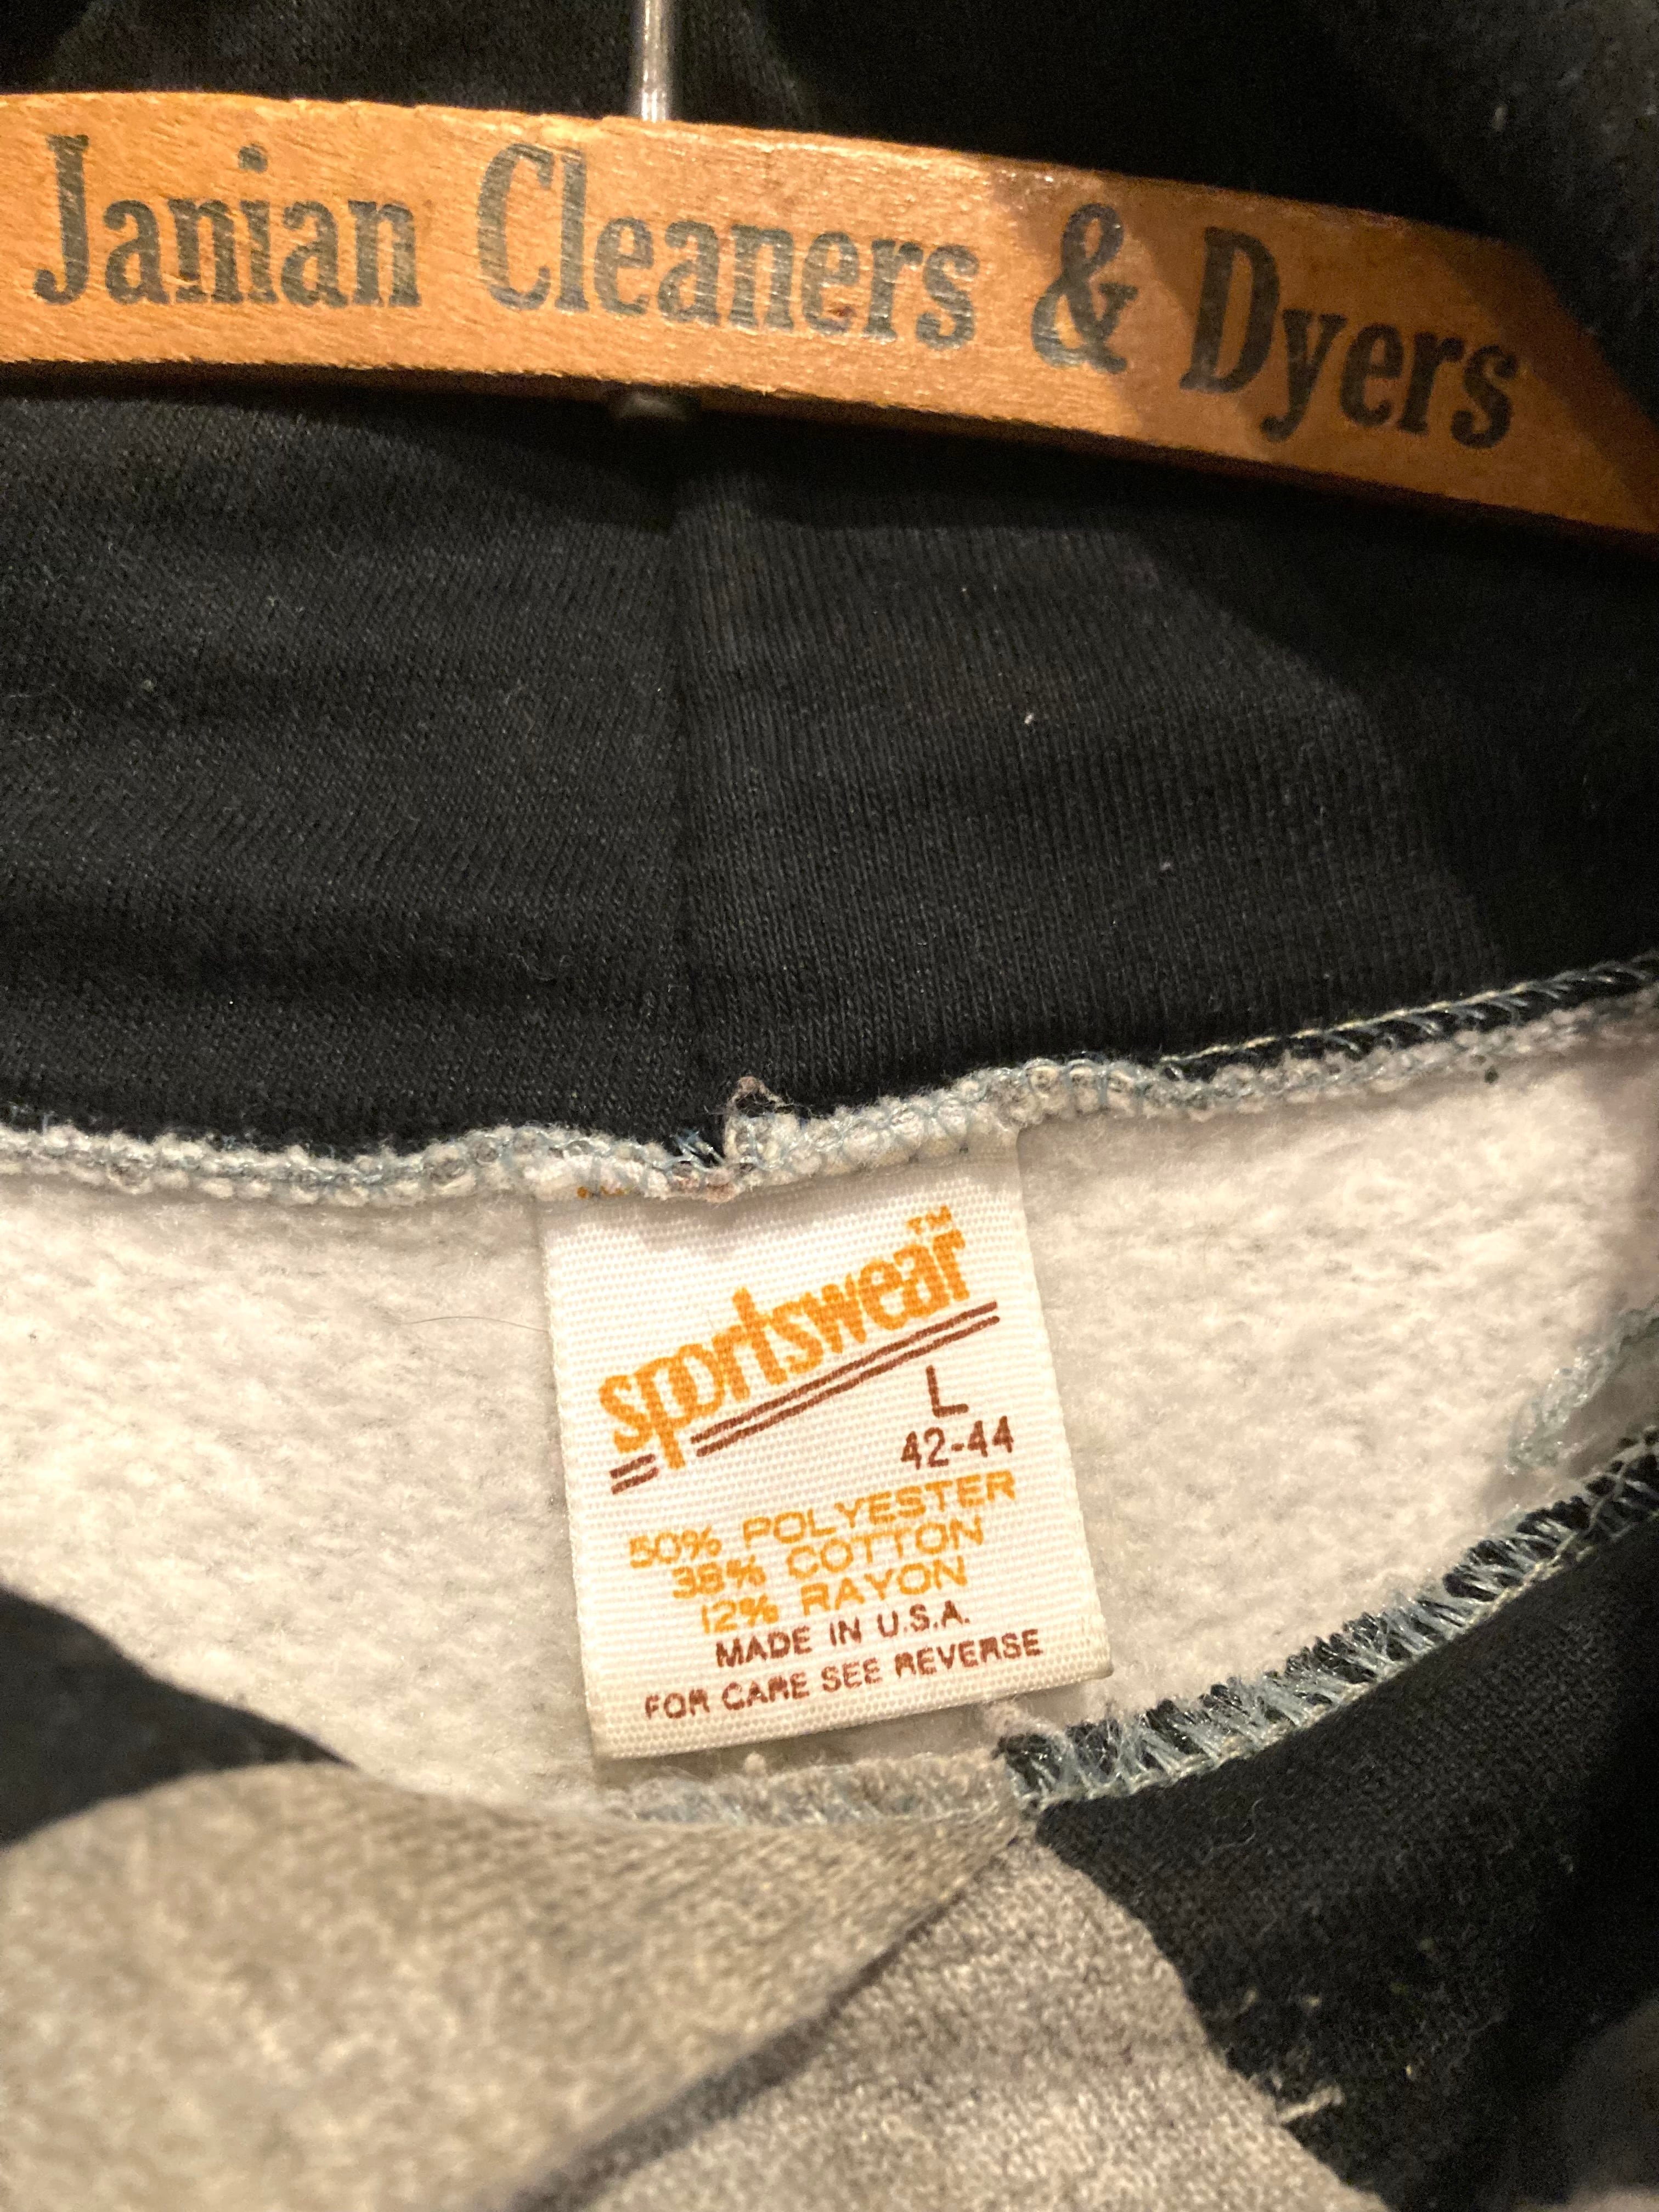 Janian Cleaners & Dyers
sportswear™
L
42-44
50% POLYESTER
38% COTTON
12% RAYON
MADE IN U.S.A.
FOR CARE SEE REVERSE